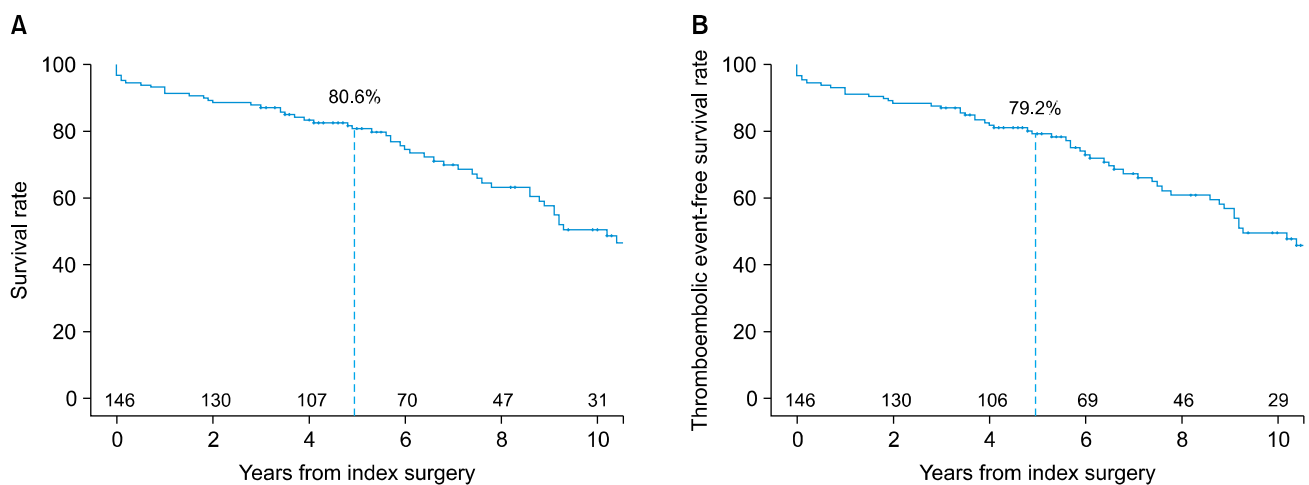 A
Survival rate
100
80
60
40
20
0
80.6%
146 130 107 70 47 31
0 2 4 6 8 10
Years from index surgery
B
Thromboembolic event-free survival rate
100
80
60
40
20
0
79.2%
146 130 106 69 46 29
0 2 4 6 8 10
Years from index surgery